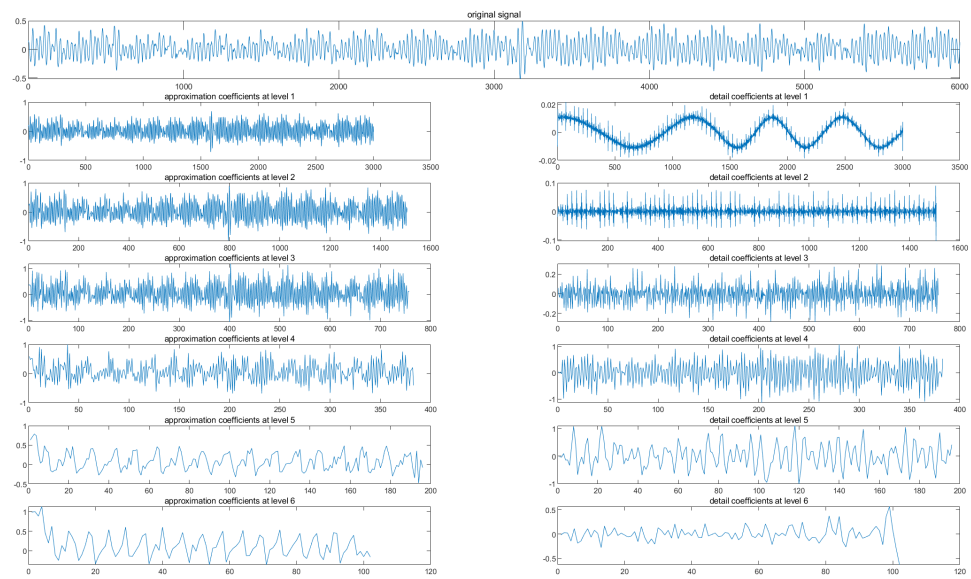 original signal
0.5
0
-0.5
0 1000 2000 3000 4000 5000 6000
approximation coefficients at level 1 detail coefficients at level 1
1
0
-1
0 500 1000 1500 2000 2500 3000 3500
0.02
0
-0.02
0 500 1000 1500 2000 2500 3000 3500
approximation coefficients at level 2 detail coefficients at level 2
1
0
-1
0 200 400 600 800 1000 1200 1400 1600
0.1
0
-0.1
0 200 400 600 800 1000 1200 1400 1600
approximation coefficients at level 3 detail coefficients at level 3
1
0
-1
0 100 200 300 400 500 600 700 800
0.2
0
-0.2
0 100 200 300 400 500 600 700 800
approximation coefficients at level 4 detail coefficients at level 4
1
0
-1
0 50 100 150 200 250 300 350 400
1
0
-1
0 50 100 150 200 250 300 350 400
approximation coefficients at level 5 detail coefficients at level 5
1
0.5
0
-0.5
0 20 40 60 80 100 120 140 160 180 200
1
0
-1
0 20 40 60 80 100 120 140 160 180 200
approximation coefficients at level 6 detail coefficients at level 6
1
0.5
0
0 20 40 60 80 100 120
0.5
0
-0.5
0 20 40 60 80 100 120